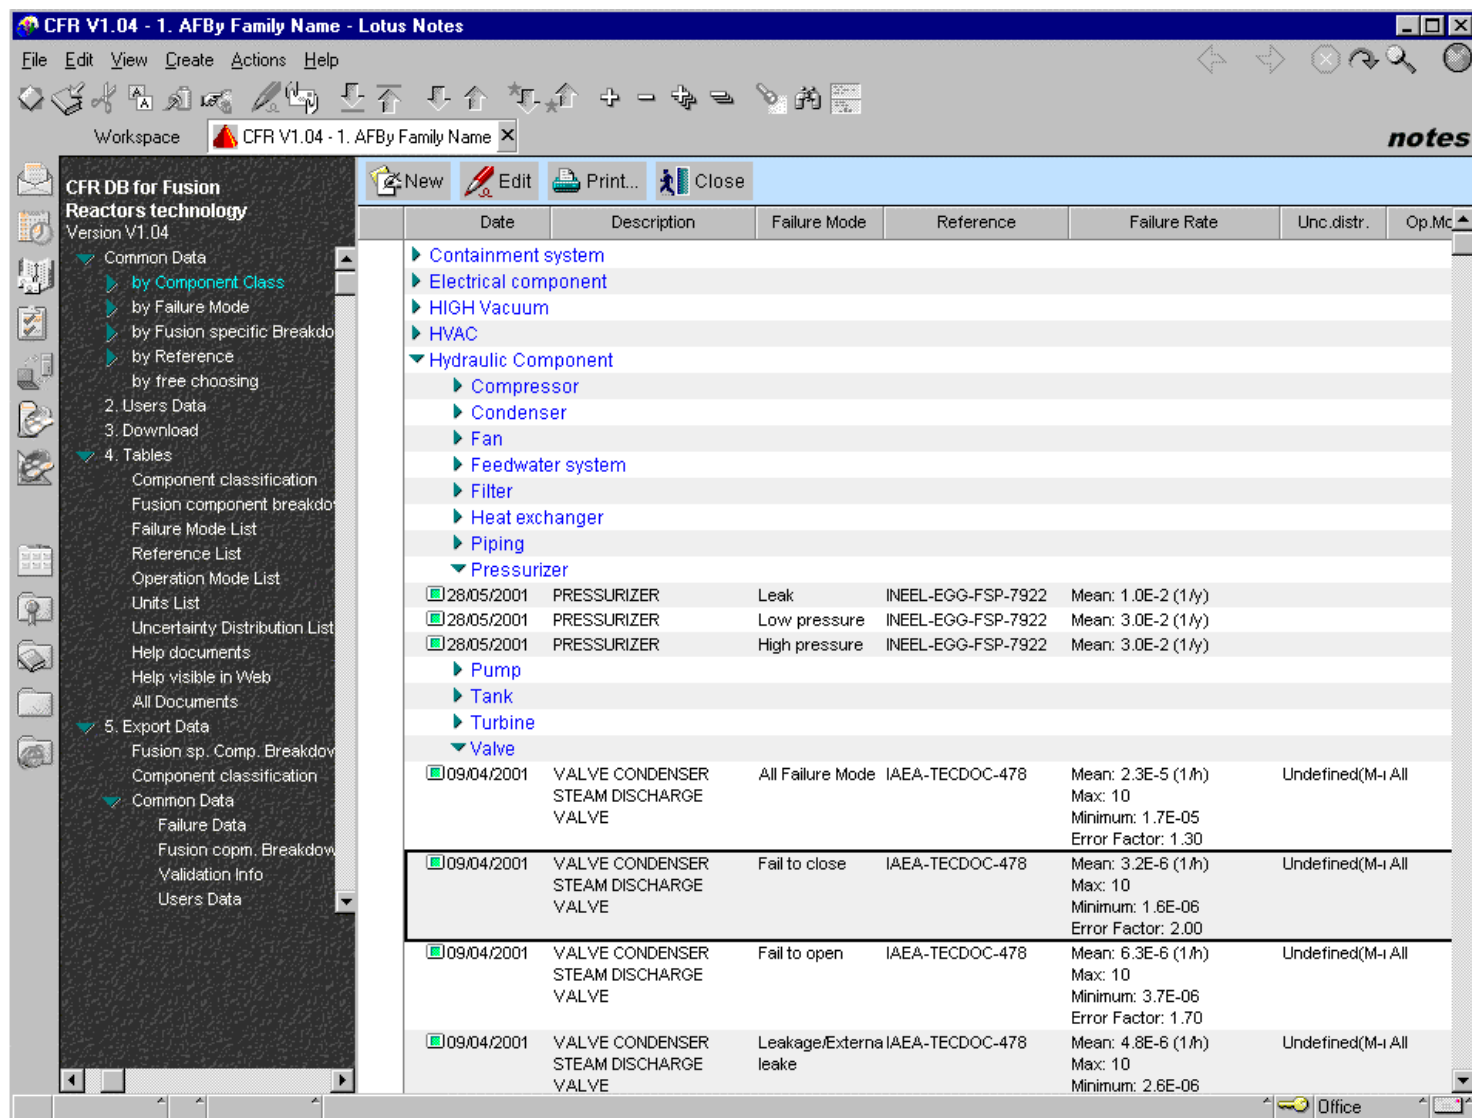 CFR V1.04 - 1. AFBy Family Name - Lotus Notes
File Edit View Create Actions Help
Workspace CFR V1.04 - 1. AFBy Family Name notes
CFR DB for Fusion
Reactors technology
Version V1.04
Common Data
by Component Class
by Failure Mode
by Fusion specific Breakdo
by Reference
by free choosing
2. Users Data
3. Download
4. Tables
Component classification
Fusion component breakdo
Failure Mode List
Reference List
Operation Mode List
Units List
Uncertainty Distribution List
Help documents
Help visible in Web
All Documents
5. Export Data
Fusion sp. Comp. Breakdov
Component classification
Common Data
Failure Data
Fusion copm. Breakdow
Validation Info
Users Data
New Edit Print... Close
Date Description Failure Mode Reference Failure Rate Unc.distr. Op.Mc
Containment system
Electrical component
HIGH Vacuum
HVAC
Hydraulic Component
Compressor
Condenser
Fan
Feedwater system
Filter
Heat exchanger
Piping
Pressurizer
28/05/2001 PRESSURIZER Leak INEEL-EGG-FSP-7922 Mean: 1.0E-2 (1/y)
28/05/2001 PRESSURIZER Low pressure INEEL-EGG-FSP-7922 Mean: 3.0E-2 (1/y)
28/05/2001 PRESSURIZER High pressure INEEL-EGG-FSP-7922 Mean: 3.0E-2 (1/y)
Pump
Tank
Turbine
Valve
09/04/2001 VALVE CONDENSER All Failure Mode IAEA-TECDOC-478 Mean: 2.3E-5 (1/h) Undefined(M-ı All
STEAM DISCHARGE Max: 10
VALVE Minimum: 1.7E-05
Error Factor: 1.30
09/04/2001 VALVE CONDENSER Fail to close IAEA-TECDOC-478 Mean: 3.2E-6 (1/h) Undefined(M-ı All
STEAM DISCHARGE Max: 10
VALVE Minimum: 1.6E-06
Error Factor: 2.00
09/04/2001 VALVE CONDENSER Fail to open IAEA-TECDOC-478 Mean: 6.3E-6 (1/h) Undefined(M-ı All
STEAM DISCHARGE Max: 10
VALVE Minimum: 3.7E-06
Error Factor: 1.70
09/04/2001 VALVE CONDENSER Leakage/Externa IAEA-TECDOC-478 Mean: 4.8E-6 (1/h) Undefined(M-ı All
STEAM DISCHARGE leake Max: 10
VALVE Minimum: 2.6E-06
Office